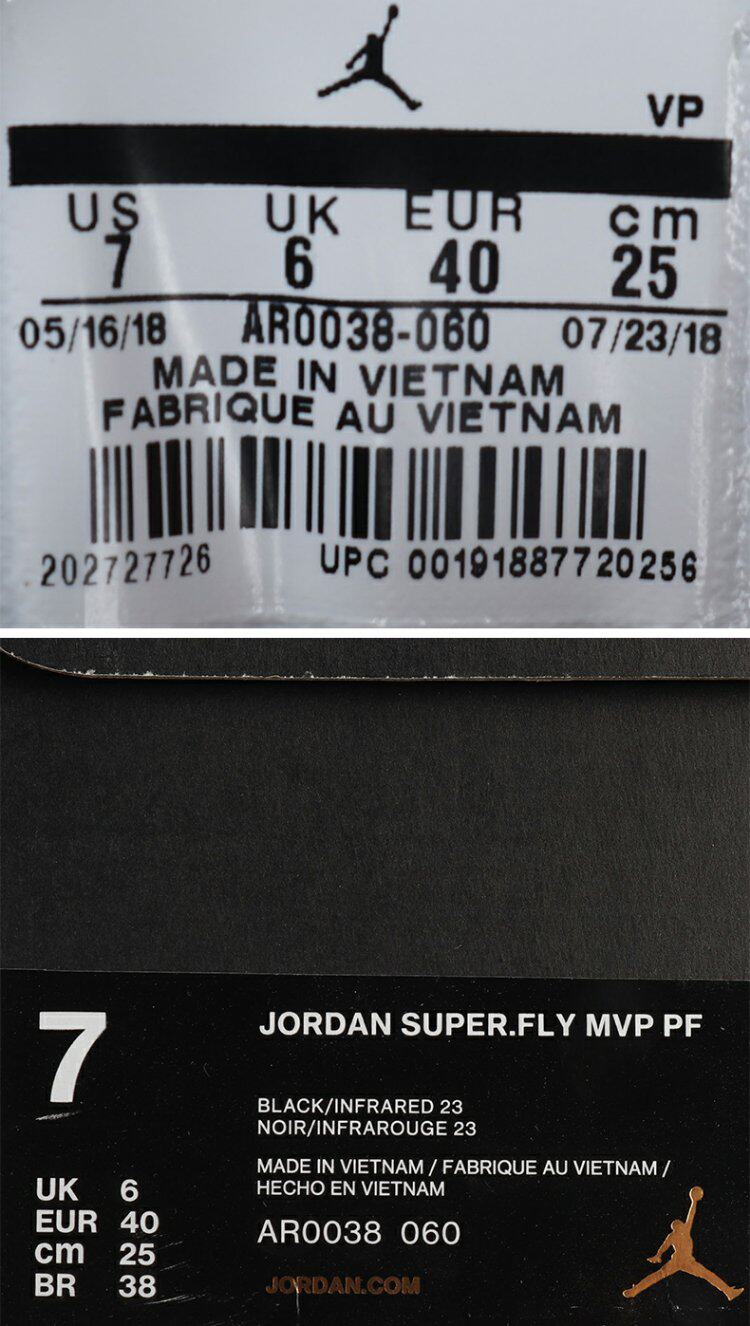 VP
US UK EUR cm
7 6 40 25
05/16/18 AR0038-060 07/23/18
MADE IN VIETNAM
FABRIQUE AU VIETNAM
202727726 UPC 00191887720256
7
JORDAN SUPER.FLY MVP PF
BLACK/INFRARED 23
NOIR/INFRAROUGE 23
MADE IN VIETNAM / FABRIQUE AU VIETNAM /
HECHO EN VIETNAM
UK 6
EUR 40
cm 25
BR 38
AR0038 060
JORDAN.COM